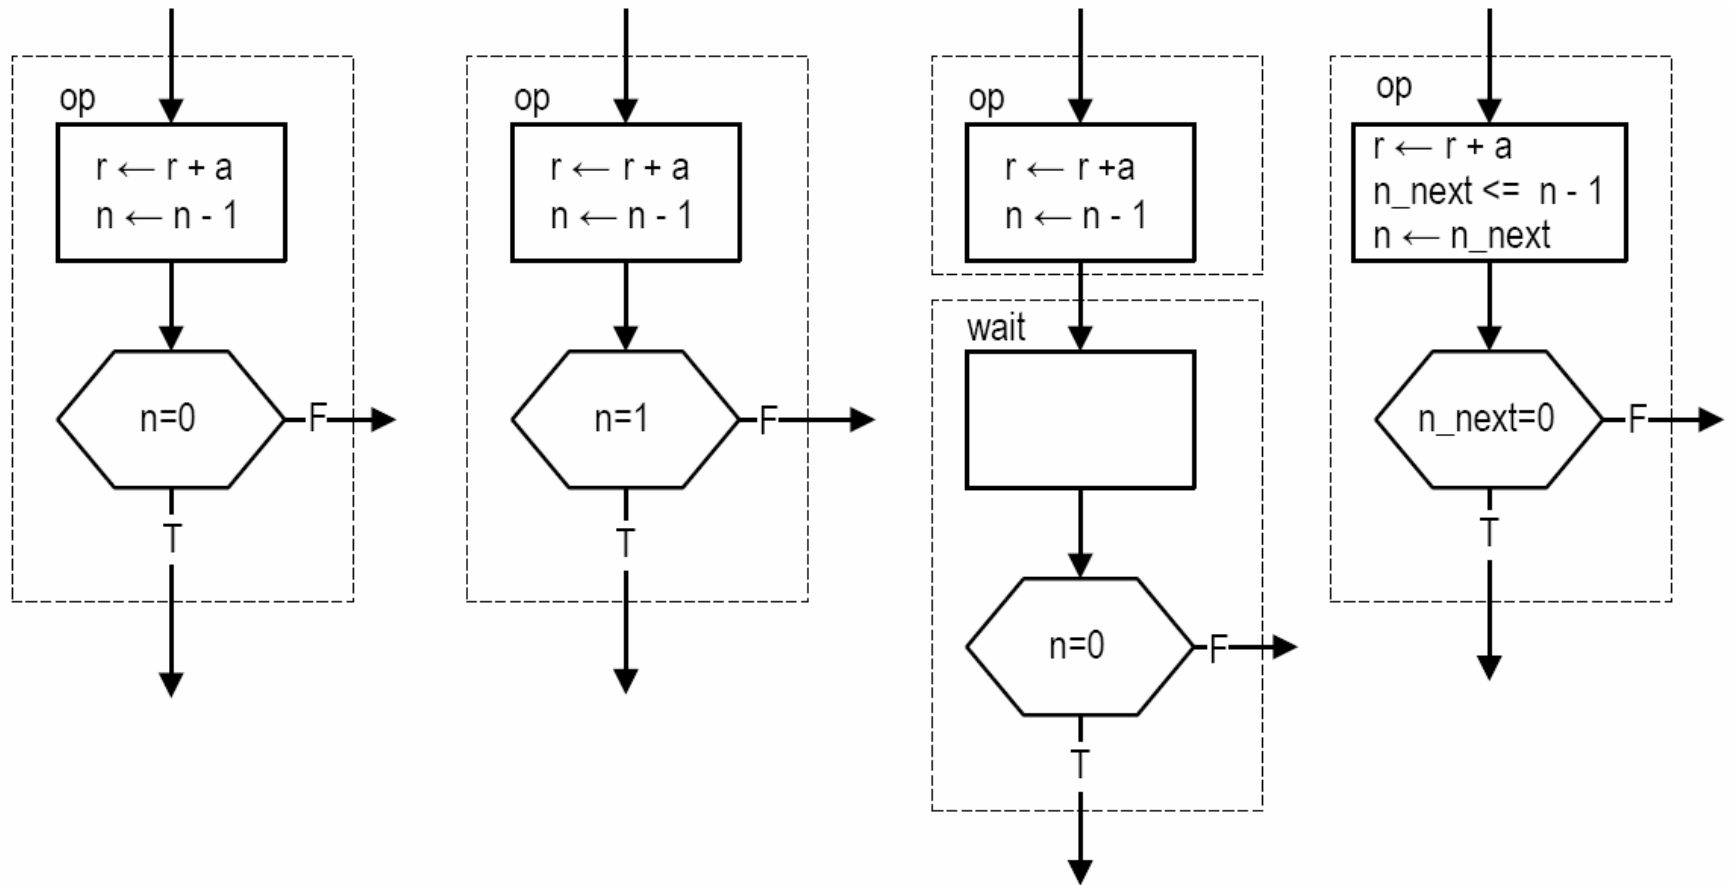 op
r ← r + a
n ← n - 1
n=0
F
T
op
r ← r + a
n ← n - 1
n=1
F
T
op
r ← r +a
n ← n - 1
wait
n=0
F
T
op
r ← r + a
n_next <= n - 1
n ← n_next
n_next=0
F
T